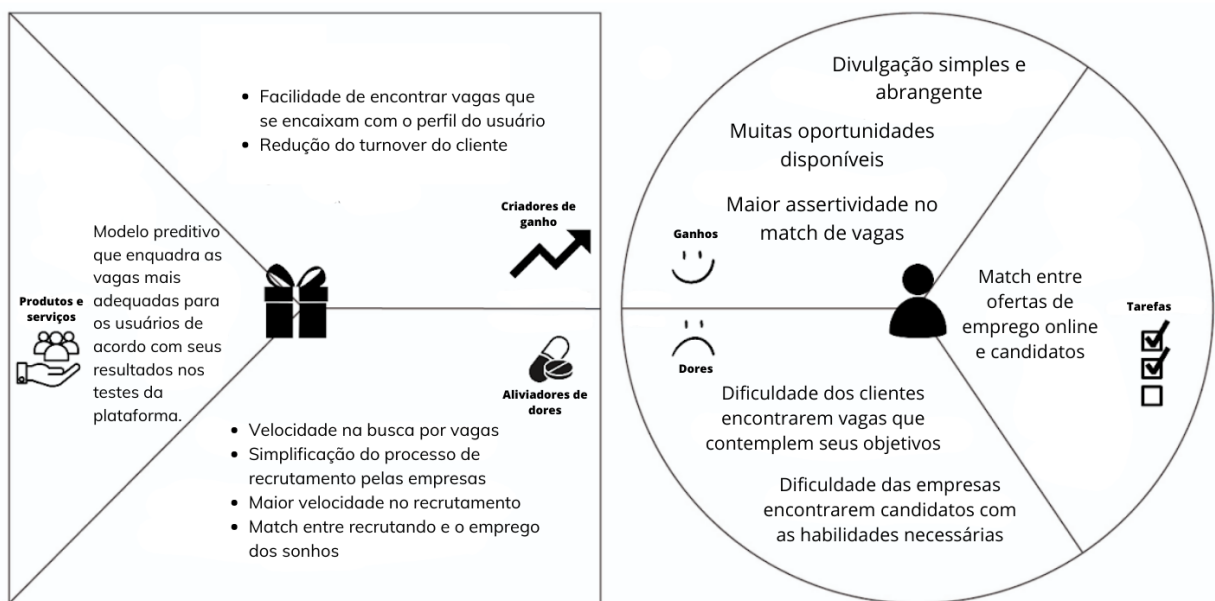 • Facilidade de encontrar vagas que
se encaixam com o perfil do usuário
• Redução do turnover do cliente
Criadores de
ganho
Produtos e
serviços
Modelo preditivo
que enquadra as
vagas mais
adequadas para
os usuários de
acordo com seus
resultados nos
testes da
plataforma.
Aliviadores de
dores
• Velocidade na busca por vagas
• Simplificação do processo de
recrutamento pelas empresas
• Maior velocidade no recrutamento
• Match entre recrutando e o emprego
dos sonhos
Divulgação simples e
abrangente
Muitas oportunidades
disponíveis
Maior assertividade no
match de vagas
Ganhos
Match entre
ofertas de
emprego online
e candidatos
Tarefas
Dores
Dificuldade dos clientes
encontrarem vagas que
contemplem seus objetivos
Dificuldade das empresas
encontrarem candidatos com
as habilidades necessárias